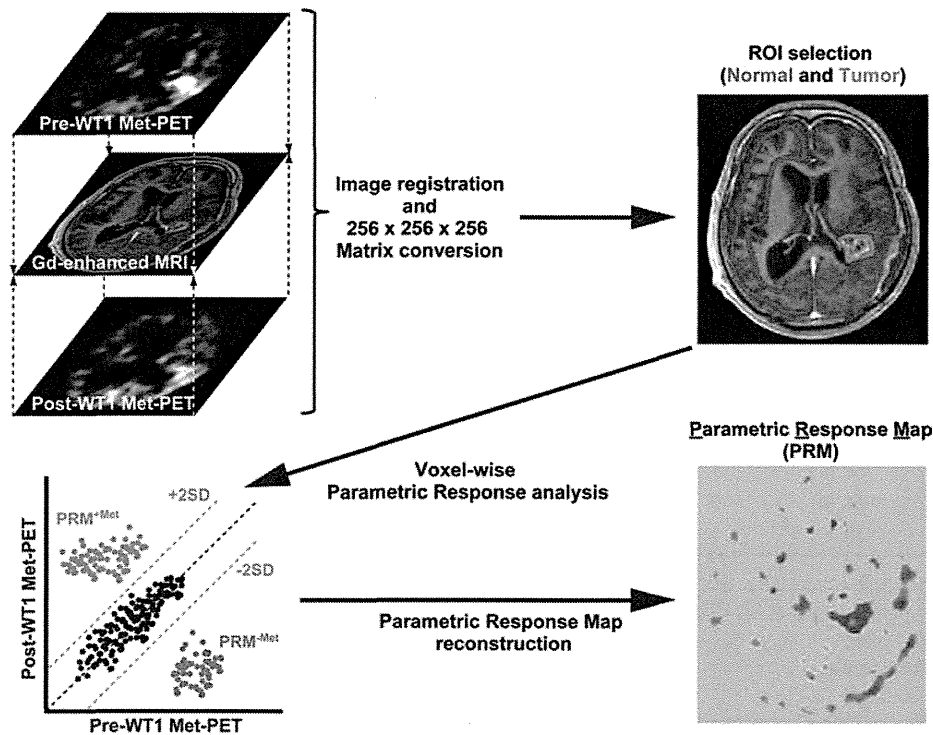 Pre-WT1 Met-PET
Gd-enhanced MRI
Post-WT1 Met-PET
Image registration
and
256 x 256 x 256
Matrix conversion
ROI selection
(Normal and Tumor)
Voxel-wise
Parametric Response analysis
Post-WT1 Met-PET
+2SD
PRM+Met
-2SD
PRM-Met
Pre-WT1 Met-PET
Parametric Response Map
reconstruction
Parametric Response Map
(PRM)